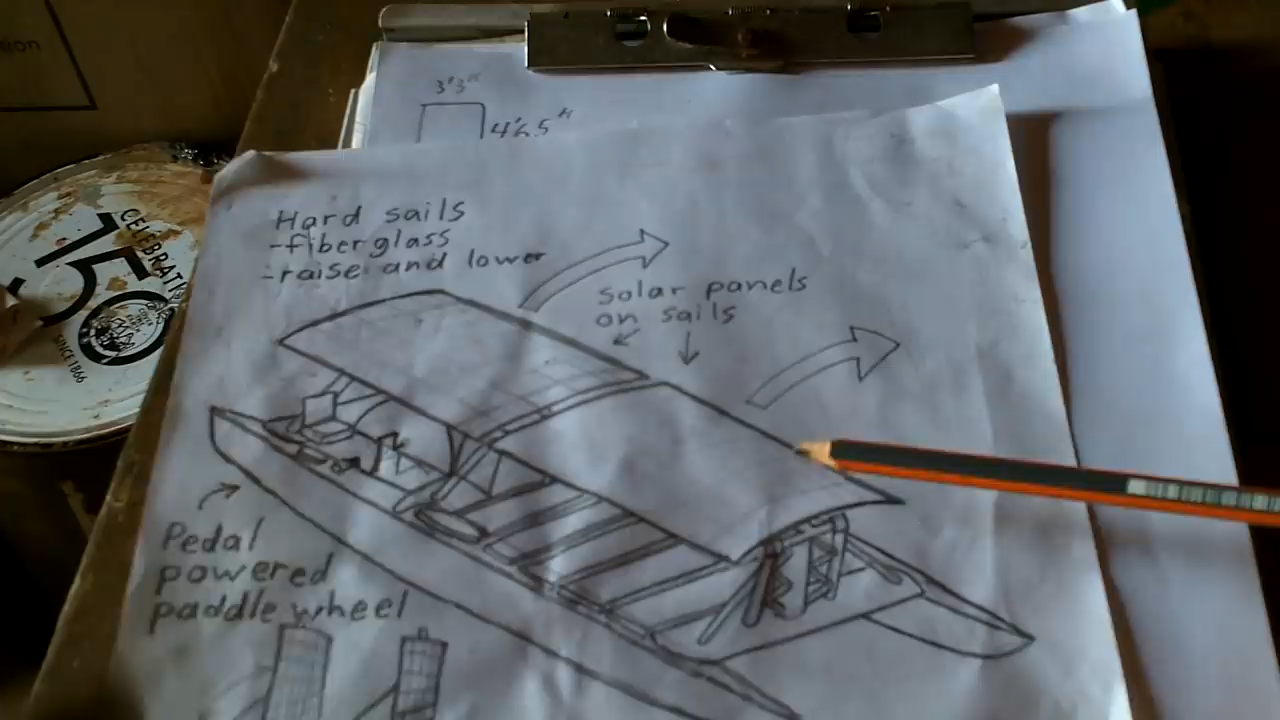 3'3"
4'6.5"
Hard sails
-fiberglass
-raise and lower
solar panels
on sails
Pedal
powered
paddle wheel
CELEBRATI
150
SINCE 1866